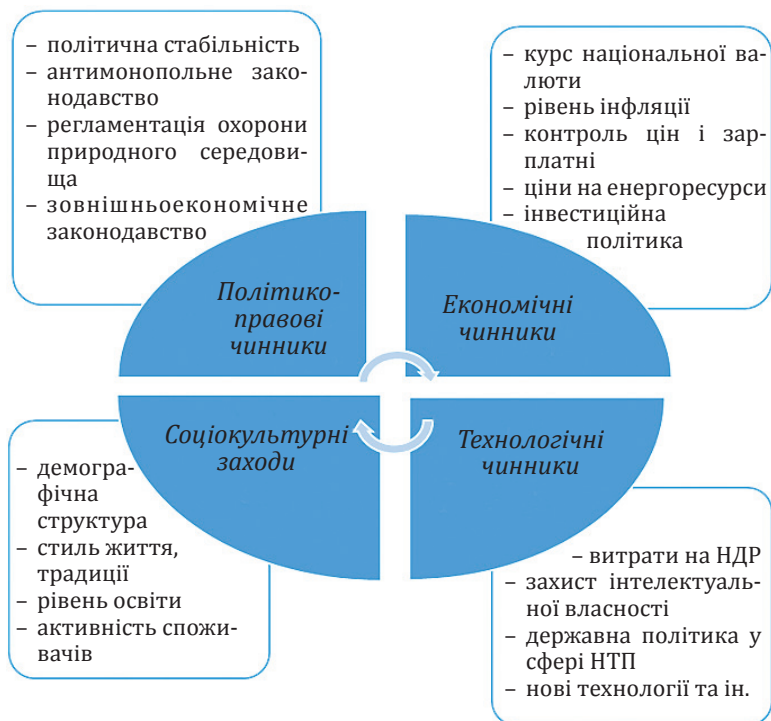 – політична стабільність
– антимонопольне зако-
нодавство
– регламентація охорони
природного середови-
ща
– зовнішньоекономічне
законодавство
– курс національної ва-
люти
– рівень інфляції
– контроль цін і зар-
платні
– ціни на енергоресурси
– інвестиційна
політика
Політико-
правові
чинники
Економічні
чинники
Соціокультурні
заходи
Технологічні
чинники
– демогра-
фічна
структура
– стиль життя,
традиції
– рівень освіти
– активність спожи-
вачів
– витрати на НДР
– захист інтелектуаль-
ної власності
– державна політика у
сфері НТП
– нові технології та ін.